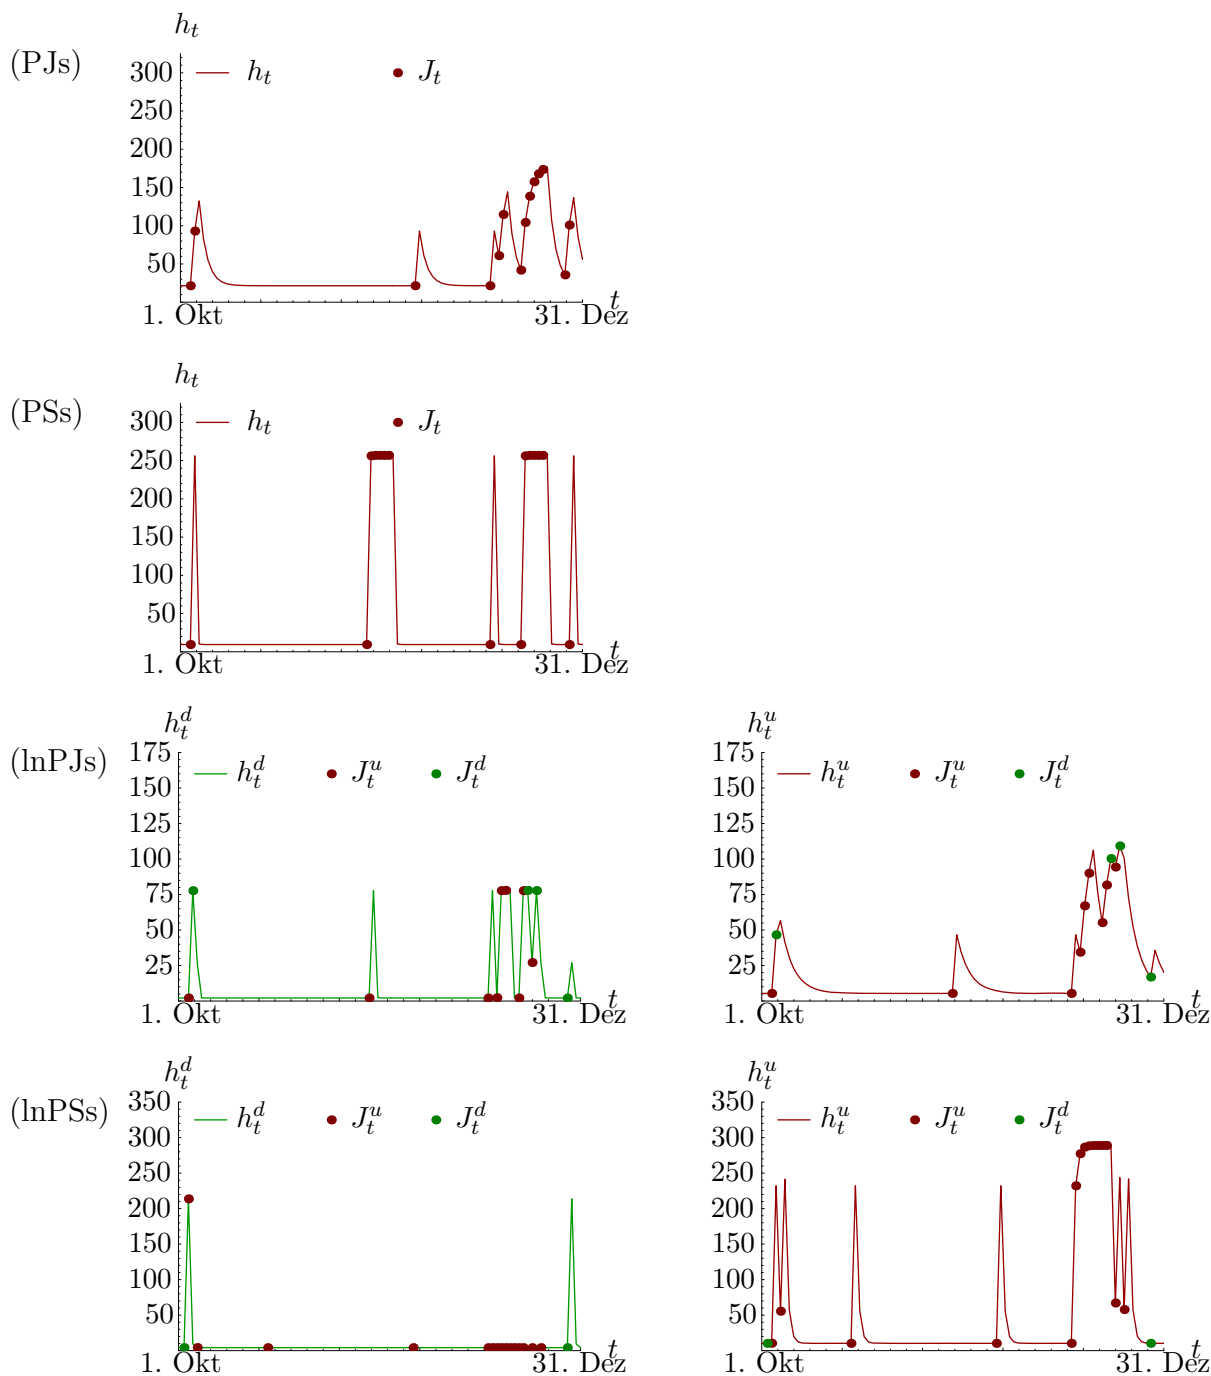 h_t
(PJs)
300 h_t J_t
250
200
150
100
50
t
1. Okt 31. Dez
h_t
(PSs)
300 h_t J_t
250
200
150
100
50
t
1. Okt 31. Dez
h_t^d h_t^u
(lnPJs)
175 175
150 h_t^d J_t^u J_t^d 150 h_t^u J_t^u J_t^d
125 125
100 100
75 75
50 50
25 25
t t
1. Okt 31. Dez 1. Okt 31. Dez
h_t^d h_t^u
(lnPSs)
350 350
300 h_t^d J_t^u J_t^d 300 h_t^u J_t^u J_t^d
250 250
200 200
150 150
100 100
50 50
t t
1. Okt 31. Dez 1. Okt 31. Dez